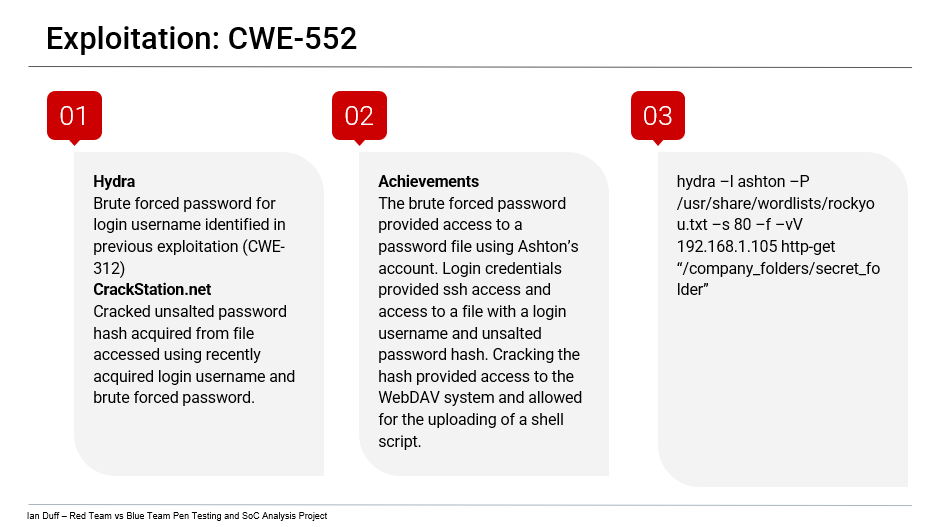 Exploitation: CWE-552
01
Hydra
Brute forced password for
login username identified in
previous exploitation (CWE-
312)
CrackStation.net
Cracked unsalted password
hash acquired from file
accessed using recently
acquired login username and
brute forced password.
02
Achievements
The brute forced password
provided access to a
password file using Ashton’s
account. Login credentials
provided ssh access and
access to a file with a login
username and unsalted
password hash. Cracking the
hash provided access to the
WebDAV system and allowed
for the uploading of a shell
script.
03
hydra –l ashton –P
/usr/share/wordlists/rockyo
u.txt –s 80 –f –vV
192.168.1.105 http-get
“/company_folders/secret_fo
lder”
Ian Duff – Red Team vs Blue Team Pen Testing and SoC Analysis Project